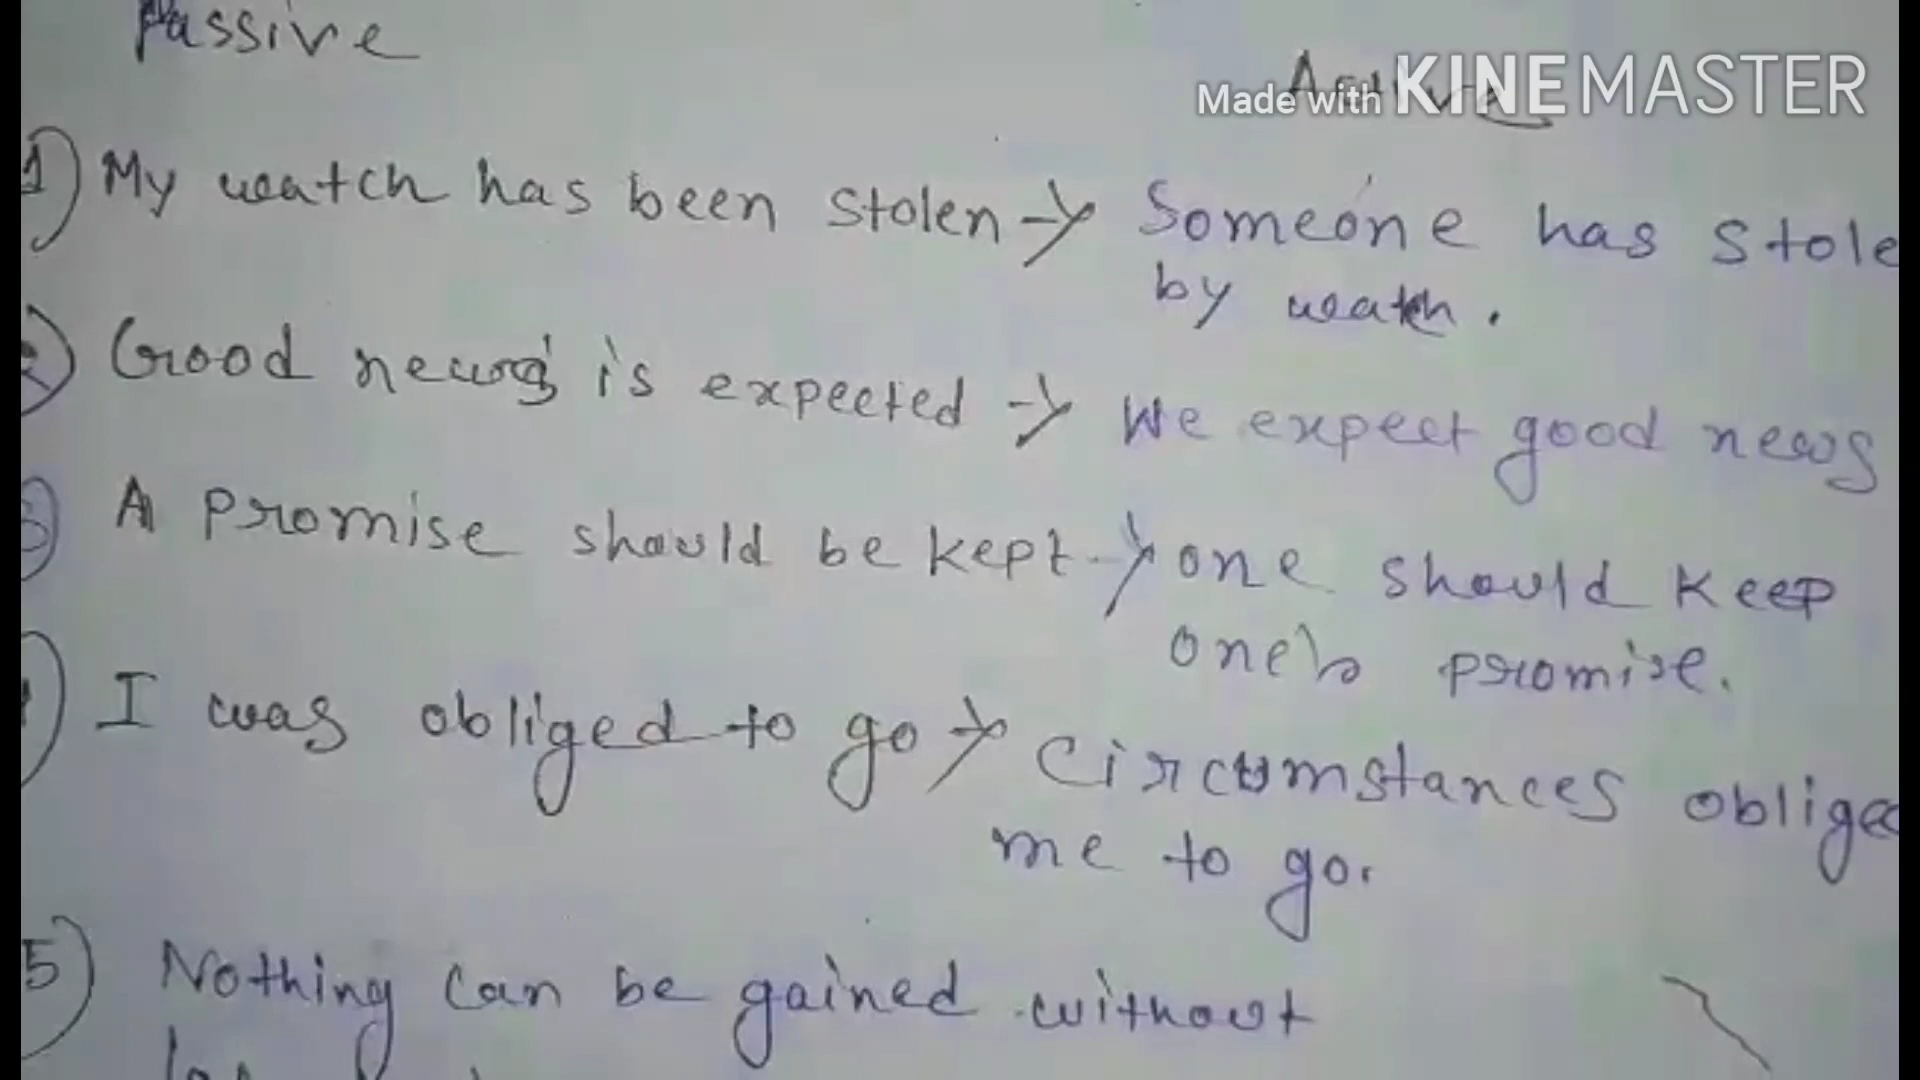 Passive
Active
Made with KINEMASTER
1) My watch has been stolen → Someone has stole
by watch.
2) Good news is expected → We expect good news
3) A promise should be kept → one should keep
one's promise.
I was obliged to go → Circumstances oblige
me to go.
5) Nothing can be gained without